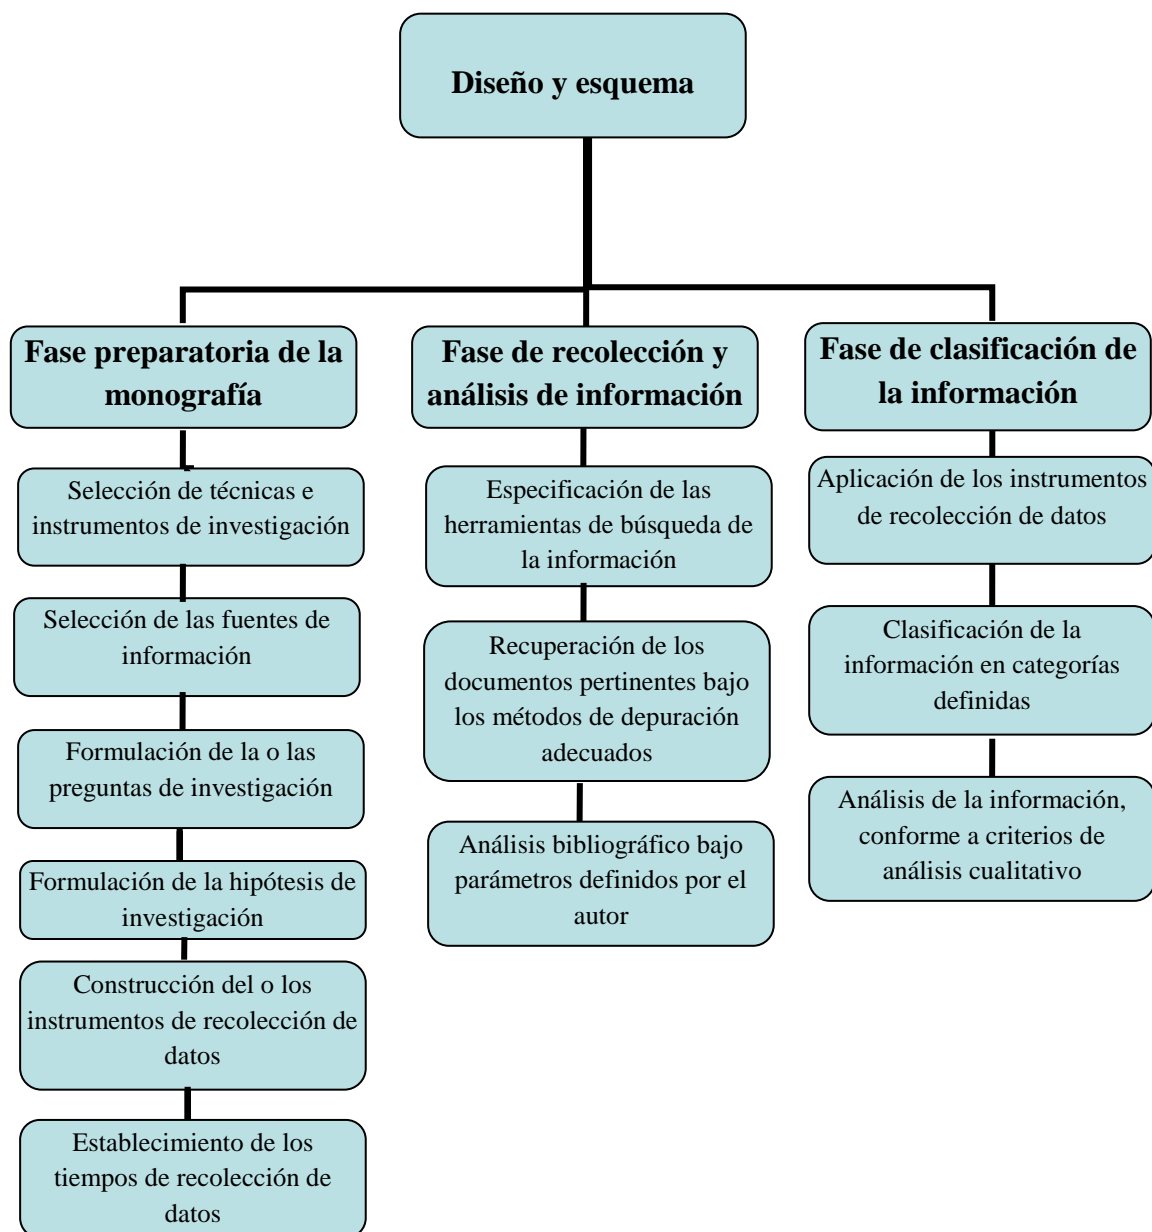 Diseño y esquema
Fase preparatoria de la
monografía
Selección de técnicas e
instrumentos de investigación
Selección de las fuentes de
información
Formulación de la o las
preguntas de investigación
Formulación de la hipótesis de
investigación
Construcción del o los
instrumentos de recolección de
datos
Establecimiento de los
tiempos de recolección de
datos
Fase de recolección y
análisis de información
Especificación de las
herramientas de búsqueda de
la información
Recuperación de los
documentos pertinentes bajo
los métodos de depuración
adecuados
Análisis bibliográfico bajo
parámetros definidos por el
autor
Fase de clasificación de
la información
Aplicación de los instrumentos
de recolección de datos
Clasificación de la
información en categorías
definidas
Análisis de la información,
conforme a criterios de
análisis cualitativo